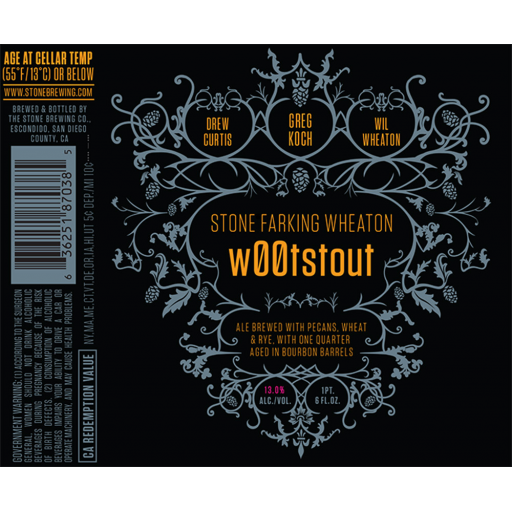 AGE AT CELLAR TEMP
(55°F/13°C) OR BELOW
WWW.STONEBREWING.COM
BREWED & BOTTLED BY
THE STONE BREWING CO.,
ESCONDIDO, SAN DIEGO
COUNTY, CA
6 36251 87038 5
NY,MA,ME,CT,VT,DE,OR,IA,HI,UT 5¢ DEP/MI 10¢
GOVERNMENT WARNING: (1) ACCORDING TO THE SURGEON
GENERAL, WOMEN SHOULD NOT DRINK ALCOHOLIC
BEVERAGES DURING PREGNANCY BECAUSE OF THE RISK
OF BIRTH DEFECTS. (2) CONSUMPTION OF ALCOHOLIC
BEVERAGES IMPAIRS YOUR ABILITY TO DRIVE A CAR OR
OPERATE MACHINERY, AND MAY CAUSE HEALTH PROBLEMS.
CA REDEMPTION VALUE
DREW
CURTIS
GREG
KOCH
WIL
WHEATON
STONE FARKING WHEATON
w00tstout
ALE BREWED WITH PECANS, WHEAT
& RYE, WITH ONE QUARTER
AGED IN BOURBON BARRELS
13.0%
ALC./VOL.
1PT.
6 FL.OZ.